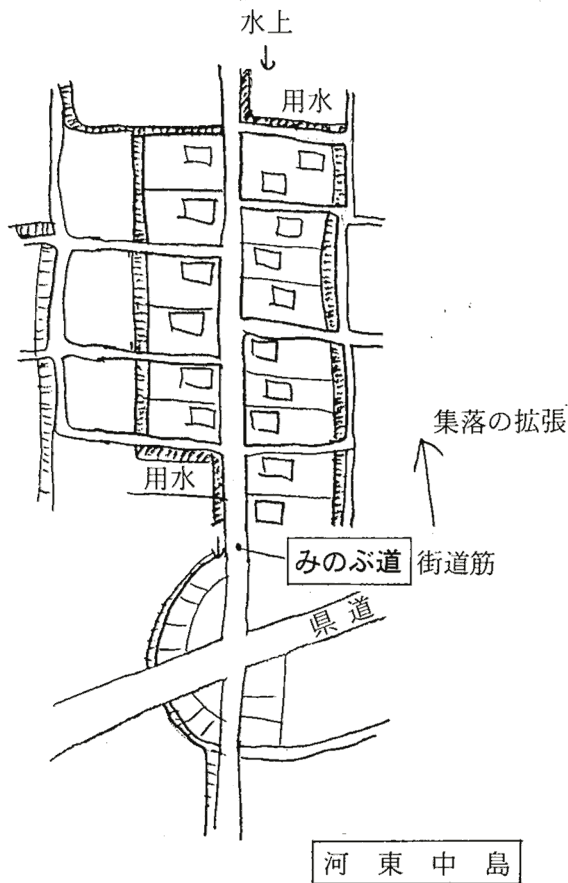 水上
用水
集落の拡張
用水
みのぶ道 街道筋
県道
河東中島